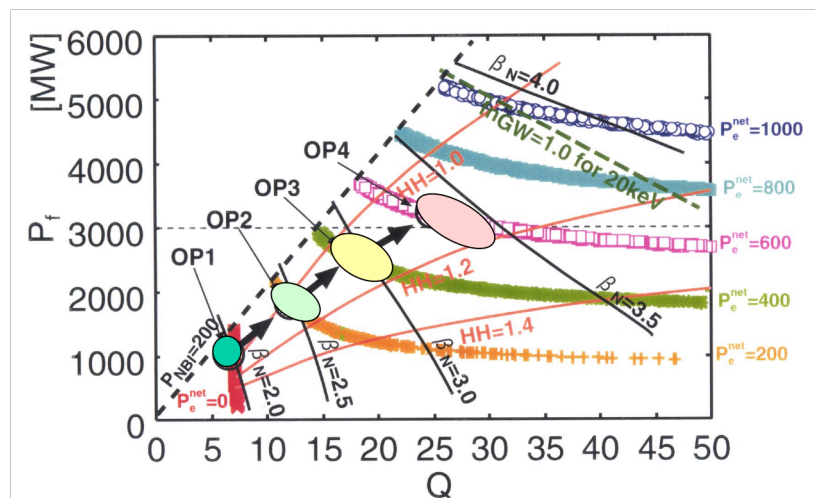 6000
5000
4000
3000
2000
1000
0
P_f [MW]
0 5 10 15 20 25 30 35 40 45 50
Q
OP1
OP2
OP3
OP4
P_NBI=200
P_e^net=0
β_N=2.0
β_N=2.5
β_N=3.0
β_N=3.5
β_N=4.0
HH=1.0
HH=1.2
HH=1.4
nGW=1.0 for 20keV
P_e^net=1000
P_e^net=800
P_e^net=600
P_e^net=400
P_e^net=200